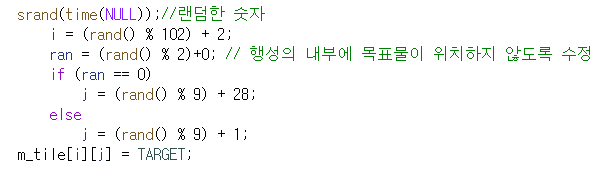 srand(time(NULL));//랜덤한 숫자
i = (rand() % 102) + 2;
ran = (rand() % 2)+0; // 행성의 내부에 목표물이 위치하지 않도록 수정
if (ran == 0)
j = (rand() % 9) + 28;
else
j = (rand() % 9) + 1;
m_tile[i][j] = TARGET;